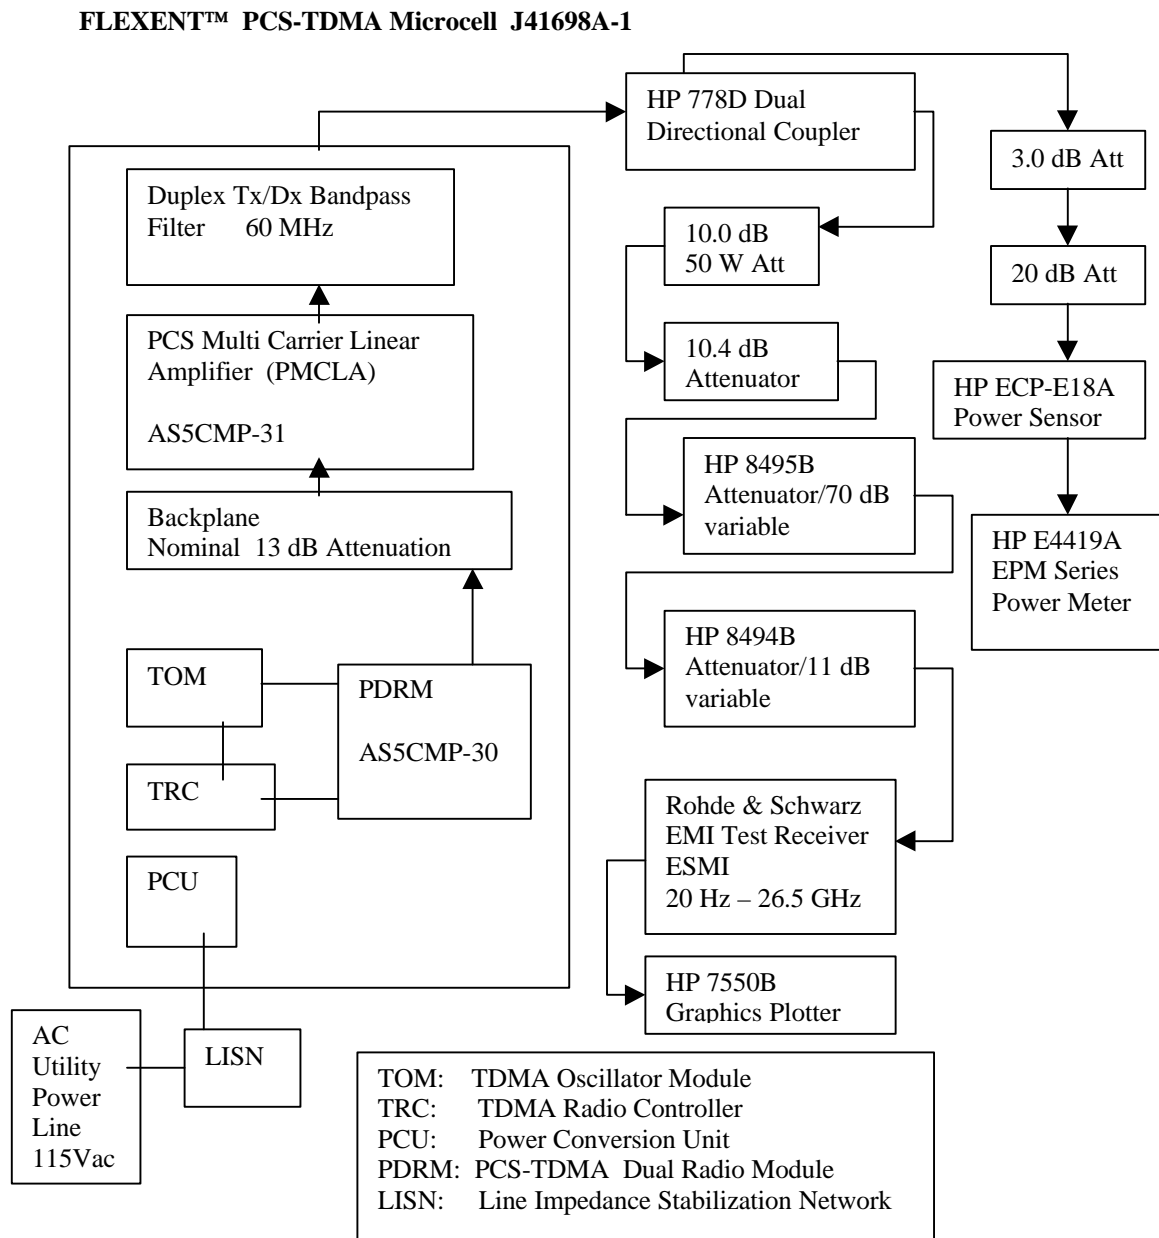 FLEXENT™ PCS-TDMA Microcell J41698A-1
HP 778D Dual
Directional Coupler
3.0 dB Att
Duplex Tx/Dx Bandpass
Filter 60 MHz
10.0 dB
50 W Att
20 dB Att
PCS Multi Carrier Linear
Amplifier (PMCLA)
AS5CMP-31
10.4 dB
Attenuator
HP ECP-E18A
Power Sensor
HP 8495B
Attenuator/70 dB
variable
Backplane
Nominal 13 dB Attenuation
HP E4419A
EPM Series
Power Meter
HP 8494B
Attenuator/11 dB
variable
TOM
PDRM
AS5CMP-30
TRC
Rohde & Schwarz
EMI Test Receiver
ESMI
20 Hz – 26.5 GHz
PCU
HP 7550B
Graphics Plotter
AC
Utility
Power
Line
115Vac
LISN
TOM: TDMA Oscillator Module
TRC: TDMA Radio Controller
PCU: Power Conversion Unit
PDRM: PCS-TDMA Dual Radio Module
LISN: Line Impedance Stabilization Network